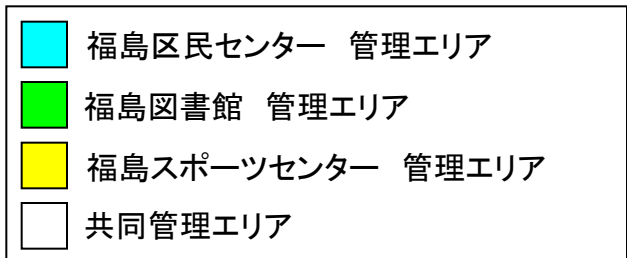 福島区民センター　管理エリア
福島図書館　管理エリア
福島スポーツセンター　管理エリア
共同管理エリア